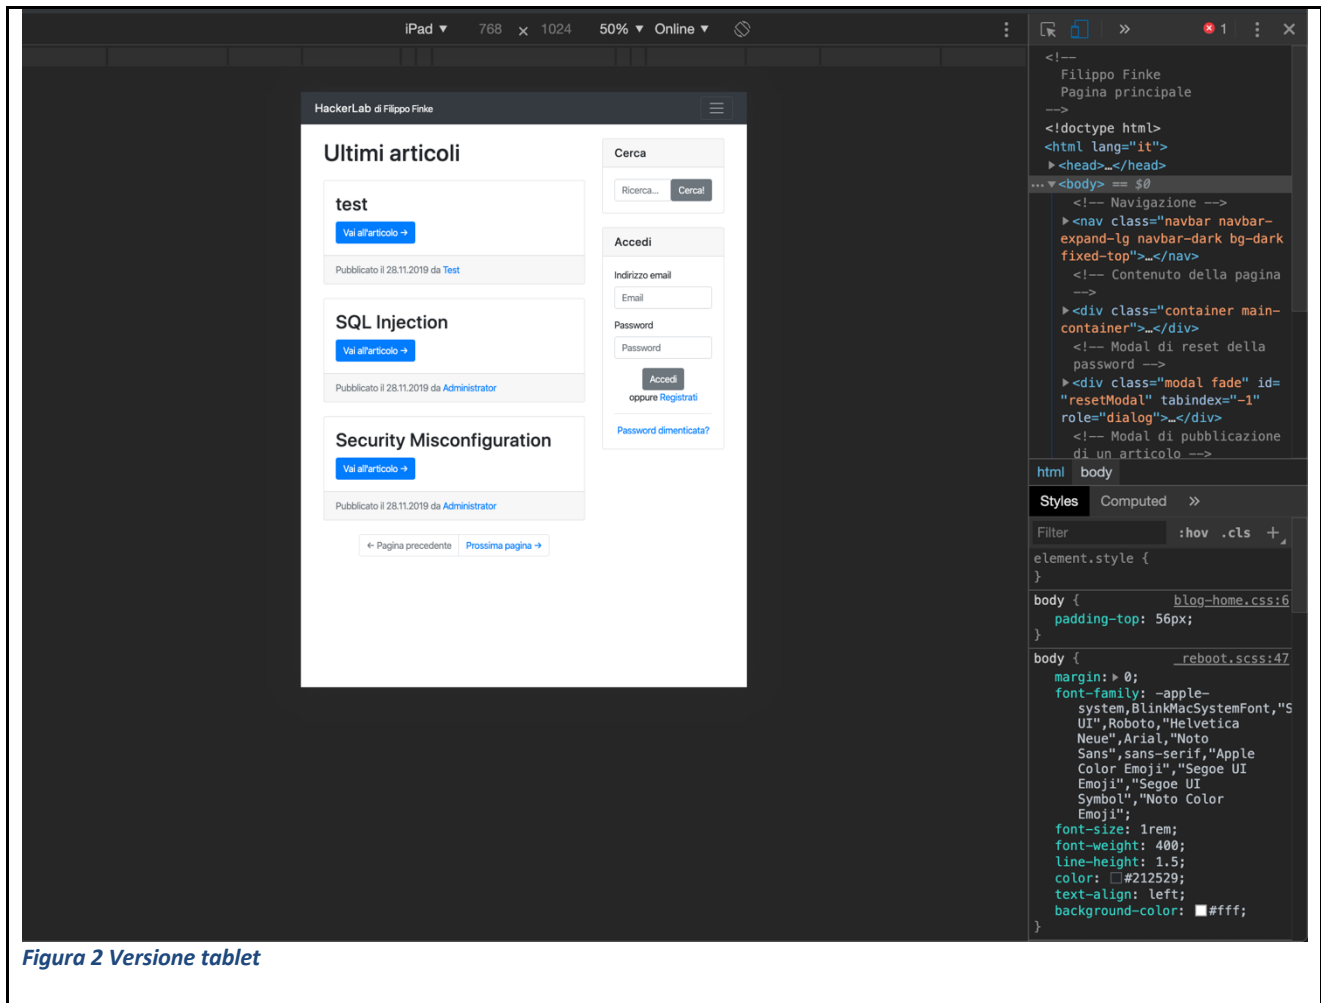 iPad ▼ 768 × 1024 50% ▼ Online ▼
HackerLab di Filippo Finke
Ultimi articoli
test
Vai all'articolo →
Pubblicato il 28.11.2019 da Test
SQL Injection
Vai all'articolo →
Pubblicato il 28.11.2019 da Administrator
Security Misconfiguration
Vai all'articolo →
Pubblicato il 28.11.2019 da Administrator
← Pagina precedente Prossima pagina →
Cerca
Ricerca... Cerca!
Accedi
Indirizzo email
Email
Password
Password
Accedi
oppure Registrati
Password dimenticata?
» 1
<!--
Filippo Finke
Pagina principale
-->
<!doctype html>
<html lang="it">
▶<head>…</head>
…▼<body> == $0
<!-- Navigazione -->
▶<nav class="navbar navbar-
expand-lg navbar-dark bg-dark
fixed-top">…</nav>
<!-- Contenuto della pagina
-->
▶<div class="container main-
container">…</div>
<!-- Modal di reset della
password -->
▶<div class="modal fade" id=
"resetModal" tabindex="-1"
role="dialog">…</div>
<!-- Modal di pubblicazione
di un articolo -->
html body
Styles Computed »
Filter :hov .cls +
element.style {
}
body { blog-home.css:6
padding-top: 56px;
}
body { _reboot.scss:47
margin:▶ 0;
font-family: -apple-
system,BlinkMacSystemFont,"S
UI",Roboto,"Helvetica
Neue",Arial,"Noto
Sans",sans-serif,"Apple
Color Emoji","Segoe UI
Emoji","Segoe UI
Symbol","Noto Color
Emoji";
font-size: 1rem;
font-weight: 400;
line-height: 1.5;
color: #212529;
text-align: left;
background-color: #fff;
}
Figura 2 Versione tablet